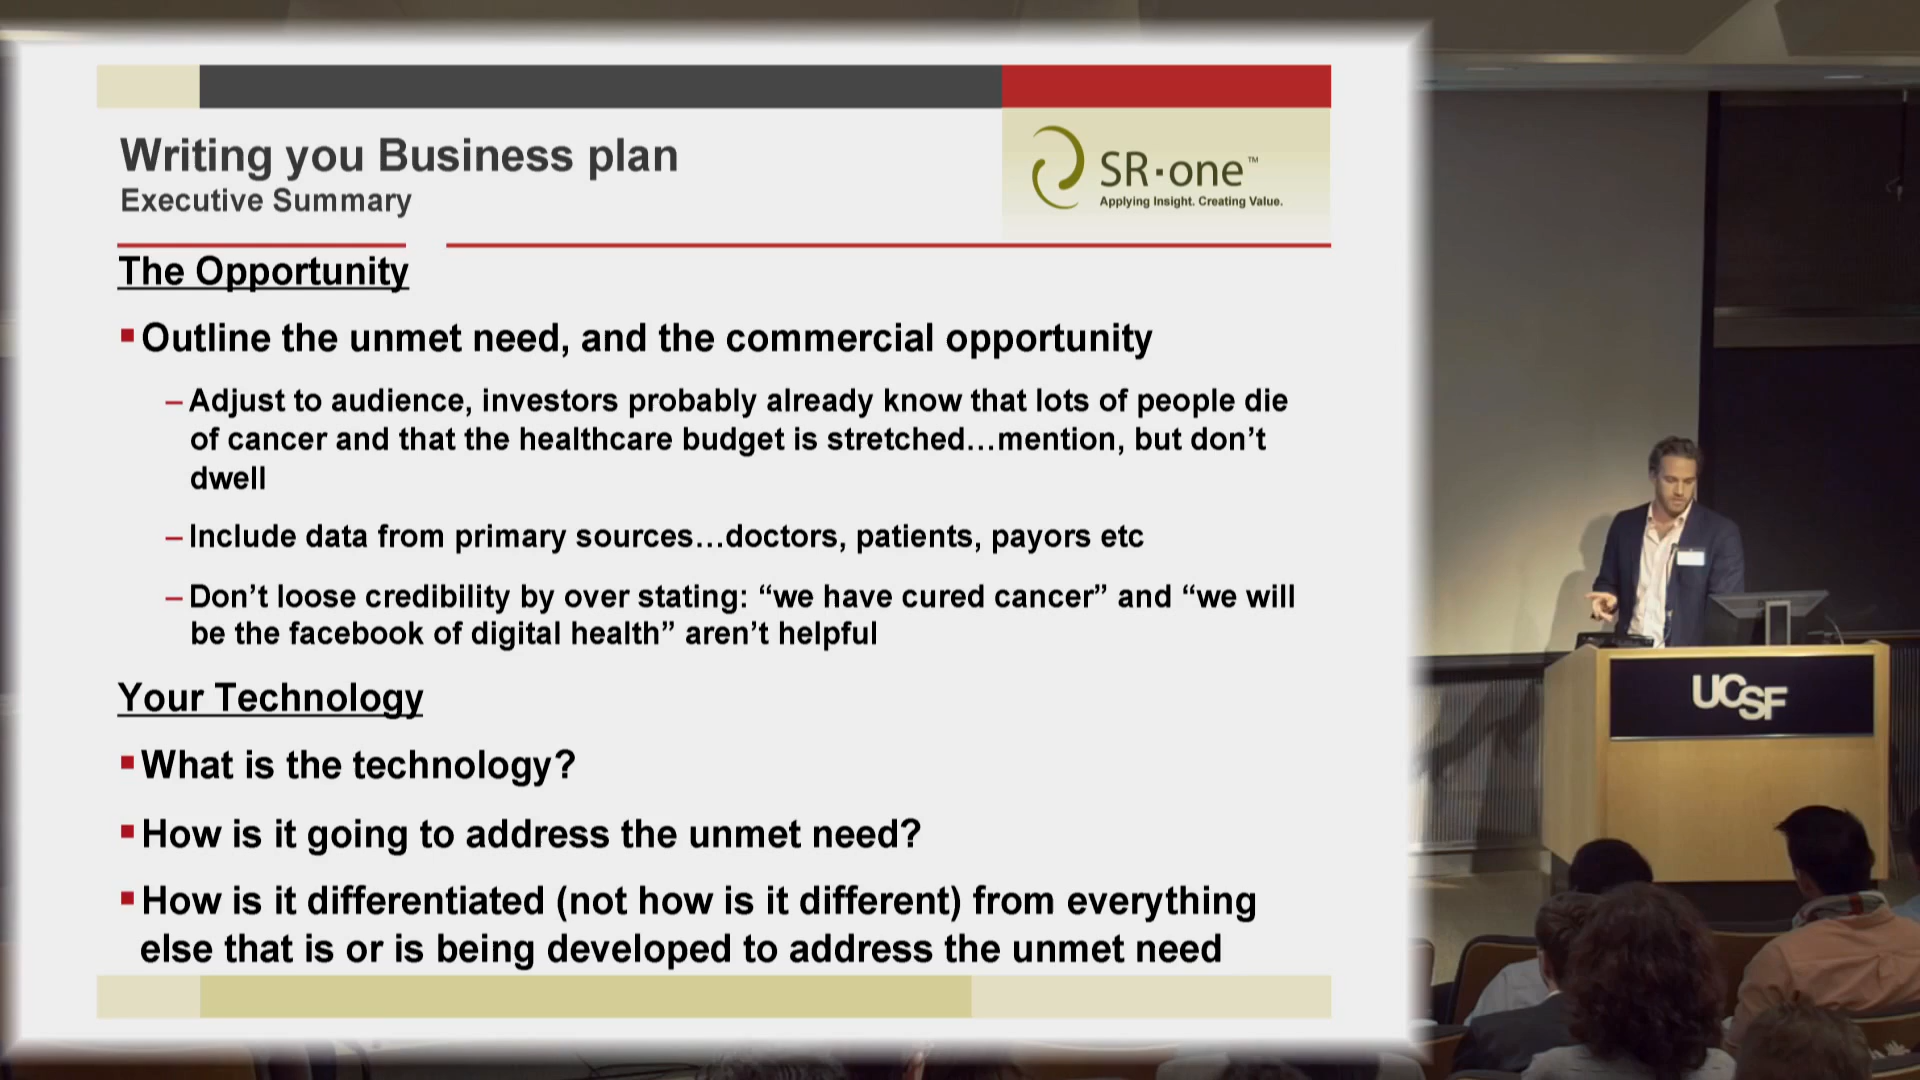 Writing you Business plan
Executive Summary
SR·one™
Applying Insight. Creating Value.
The Opportunity
▪Outline the unmet need, and the commercial opportunity
–Adjust to audience, investors probably already know that lots of people die
of cancer and that the healthcare budget is stretched…mention, but don’t
dwell
–Include data from primary sources…doctors, patients, payors etc
–Don’t loose credibility by over stating: “we have cured cancer” and “we will
be the facebook of digital health” aren’t helpful
Your Technology
▪What is the technology?
▪How is it going to address the unmet need?
▪How is it differentiated (not how is it different) from everything
else that is or is being developed to address the unmet need
UCSF